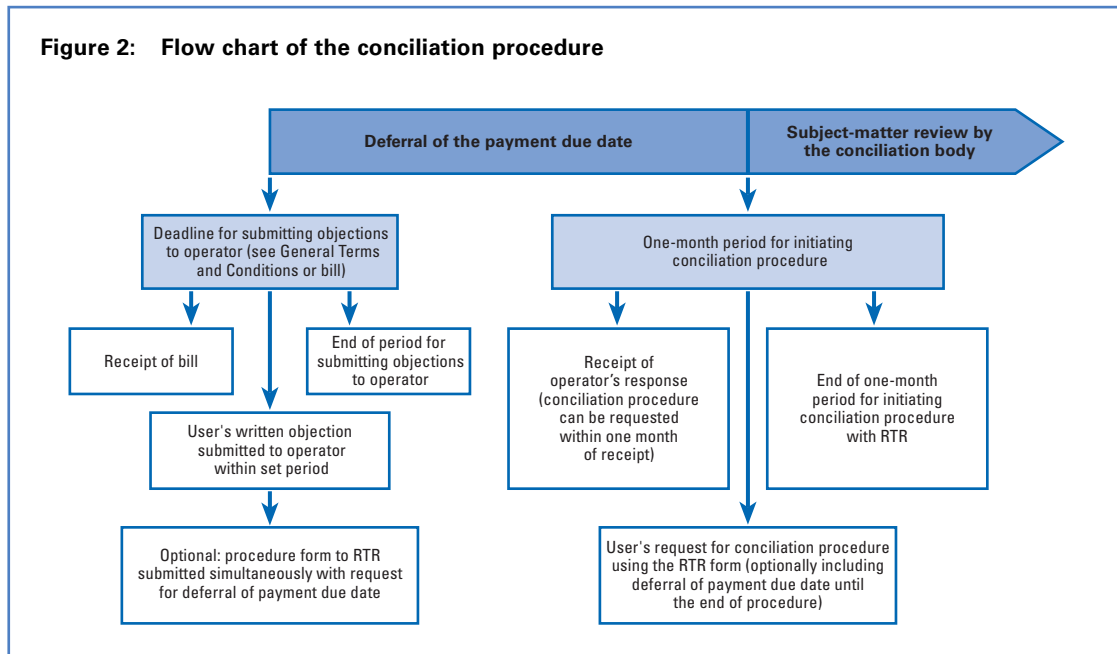 Figure 2: Flow chart of the conciliation procedure
Deferral of the payment due date
Subject-matter review by
the conciliation body
Deadline for submitting objections
to operator (see General Terms
and Conditions or bill)
One-month period for initiating
conciliation procedure
Receipt of bill
End of period for
submitting objections
to operator
Receipt of
operator’s response
(conciliation procedure
can be requested
within one month
of receipt)
End of one-month
period for initiating
conciliation procedure
with RTR
User's written objection
submitted to operator
within set period
Optional: procedure form to RTR
submitted simultaneously with request
for deferral of payment due date
User's request for conciliation procedure
using the RTR form (optionally including
deferral of payment due date until
the end of procedure)